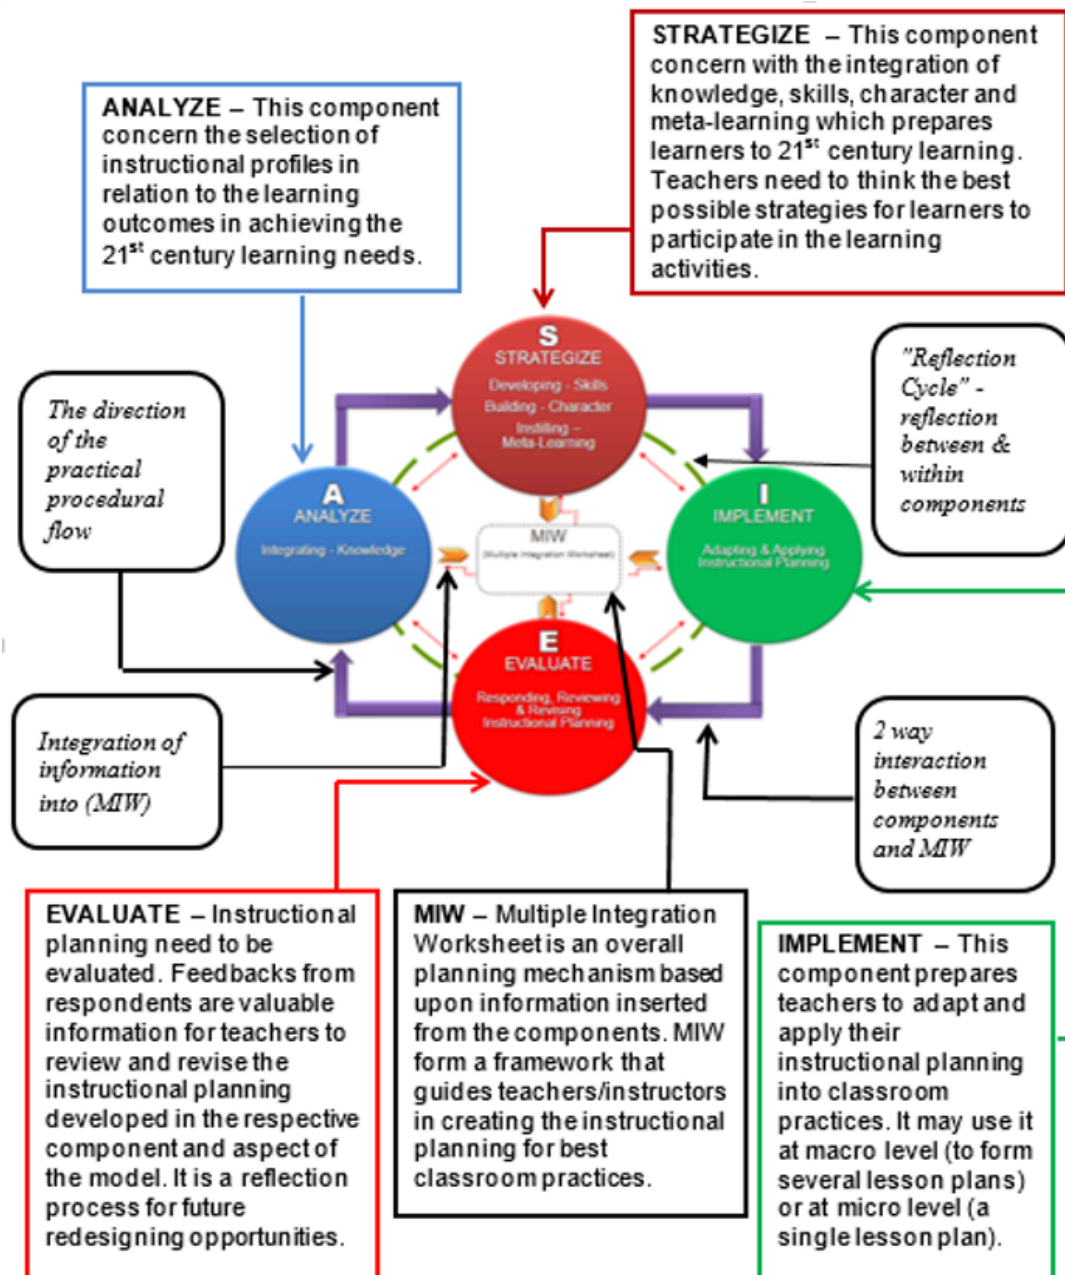 STRATEGIZE – This component
concern with the integration of
knowledge, skills, character and
meta-learning which prepares
learners to 21st century learning.
Teachers need to think the best
possible strategies for learners to
participate in the learning
activities.
ANALYZE – This component
concern the selection of
instructional profiles in
relation to the learning
outcomes in achieving the
21st century learning needs.
The direction
of the
practical
procedural
flow
S
STRATEGIZE
Developing - Skills
Building - Character
Instilling –
Meta-Learning
"Reflection
Cycle" -
reflection
between &
within
components
A
ANALYZE
Integrating - Knowledge
MIW
(Multiple Integration Worksheet)
I
IMPLEMENT
Adapting & Applying
Instructional Planning
E
EVALUATE
Responding, Reviewing
& Revising
Instructional Planning
Integration of
information
into (MIW)
2 way
interaction
between
components
and MIW
EVALUATE – Instructional
planning need to be
evaluated. Feedbacks from
respondents are valuable
information for teachers to
review and revise the
instructional planning
developed in the respective
component and aspect of
the model. It is a reflection
process for future
redesigning opportunities.
MIW – Multiple Integration
Worksheet is an overall
planning mechanism based
upon information inserted
from the components. MIW
form a framework that
guides teachers/instructors
in creating the instructional
planning for best
classroom practices.
IMPLEMENT – This
component prepares
teachers to adapt and
apply their
instructional planning
into classroom
practices. It may use it
at macro level (to form
several lesson plans)
or at micro level (a
single lesson plan).